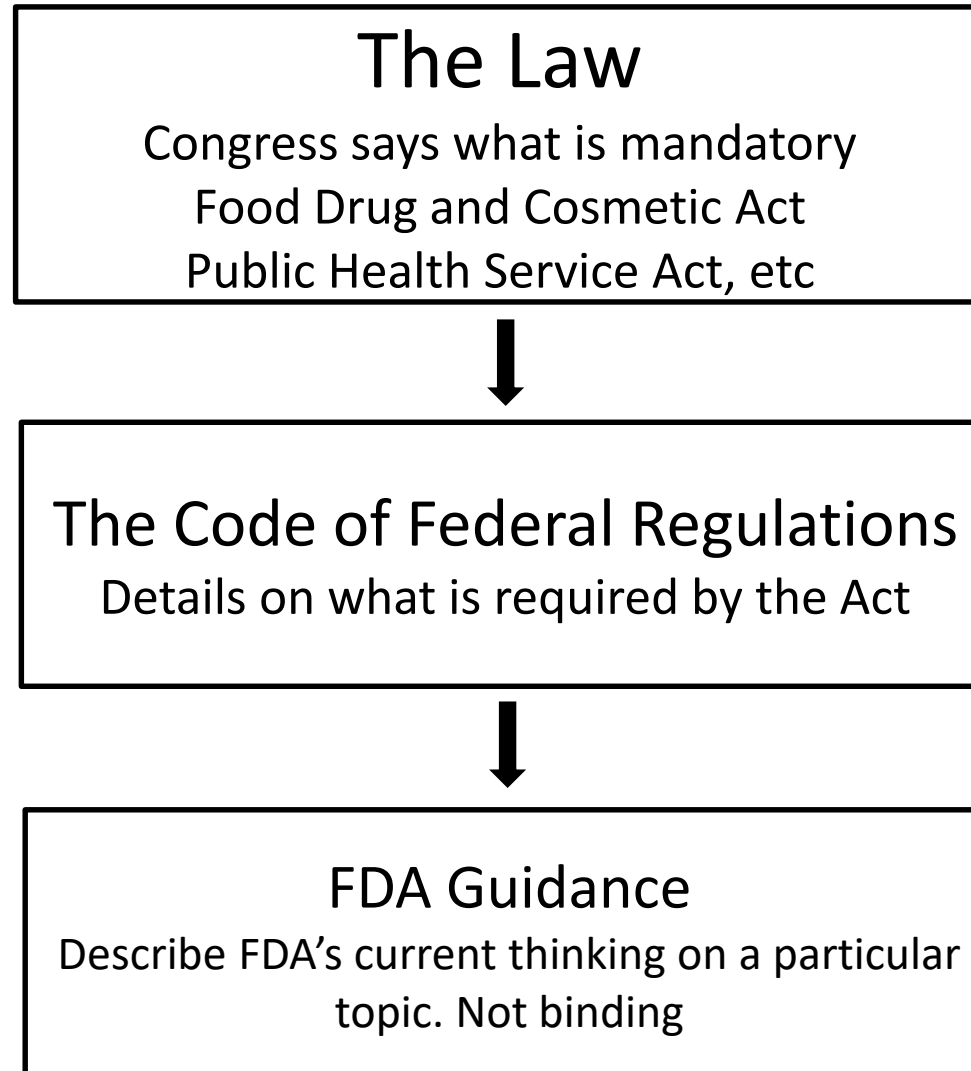 The Law
Congress says what is mandatory
Food Drug and Cosmetic Act
Public Health Service Act, etc
The Code of Federal Regulations
Details on what is required by the Act
FDA Guidance
Describe FDA’s current thinking on a particular
topic. Not binding